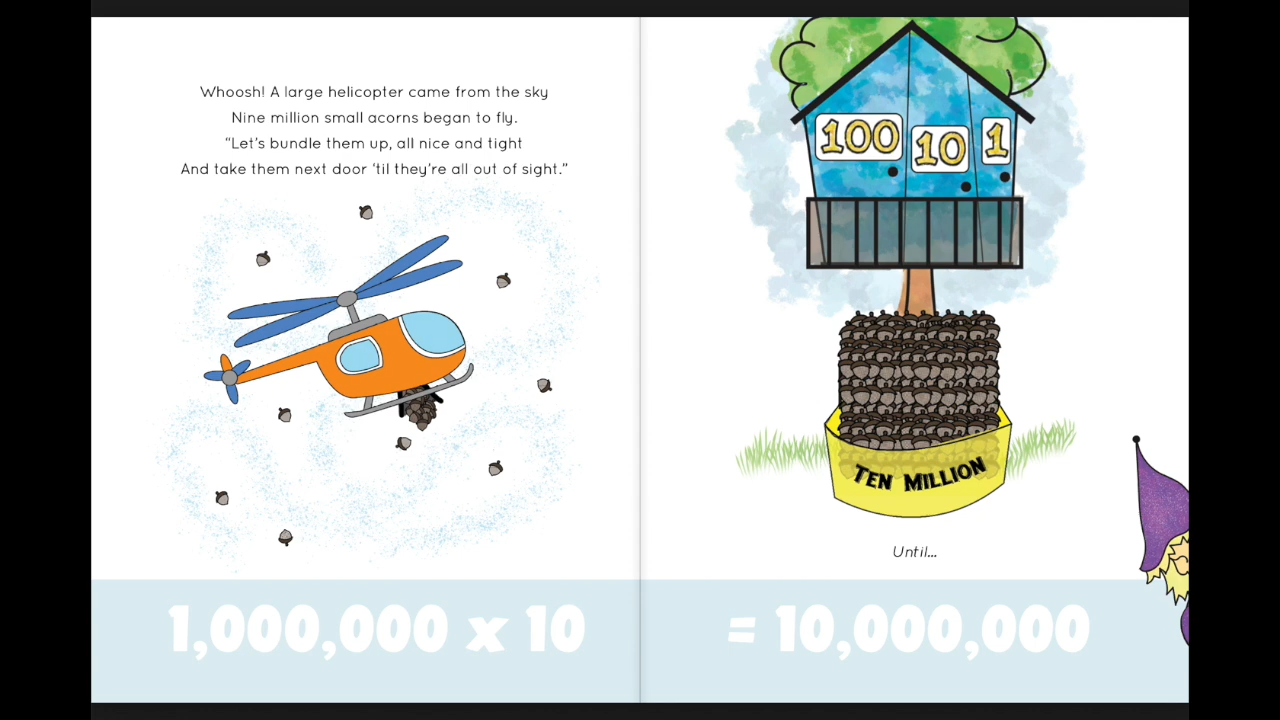 Whoosh! A large helicopter came from the sky
Nine million small acorns began to fly.
“Let’s bundle them up, all nice and tight
And take them next door ‘til they’re all out of sight.”
1,000,000 x 10
100 10 1
TEN MILLION
Until...
= 10,000,000